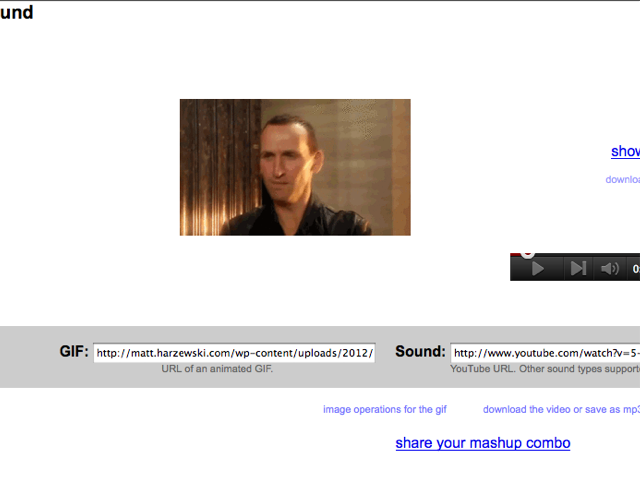 und
show
downloa
0:
GIF: http://matt.harzewski.com/wp-content/uploads/2012/ Sound: http://www.youtube.com/watch?v=5-
URL of an animated GIF. YouTube URL. Other sound types supporte
image operations for the gif download the video or save as mp3
share your mashup combo